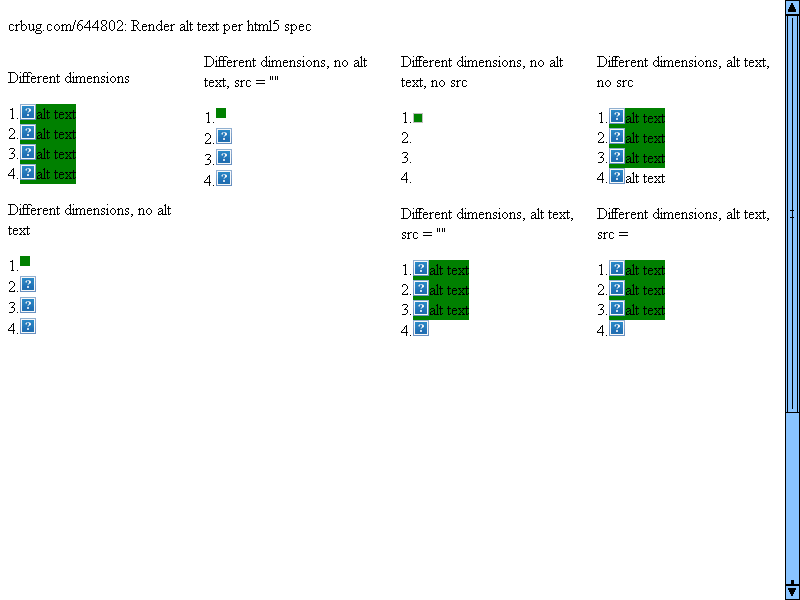 crbug.com/644802: Render alt text per html5 spec
Different dimensions
1. ? alt text
2. ? alt text
3. ? alt text
4. ? alt text
Different dimensions, no alt
text
1.
2. ?
3. ?
4. ?
Different dimensions, no alt
text, src = ""
1.
2. ?
3. ?
4. ?
Different dimensions, no alt
text, no src
1.
2.
3.
4.
Different dimensions, alt text,
src = ""
1. ? alt text
2. ? alt text
3. ? alt text
4. ?
Different dimensions, alt text,
no src
1. ? alt text
2. ? alt text
3. ? alt text
4. ? alt text
Different dimensions, alt text,
src =
1. ? alt text
2. ? alt text
3. ? alt text
4. ?